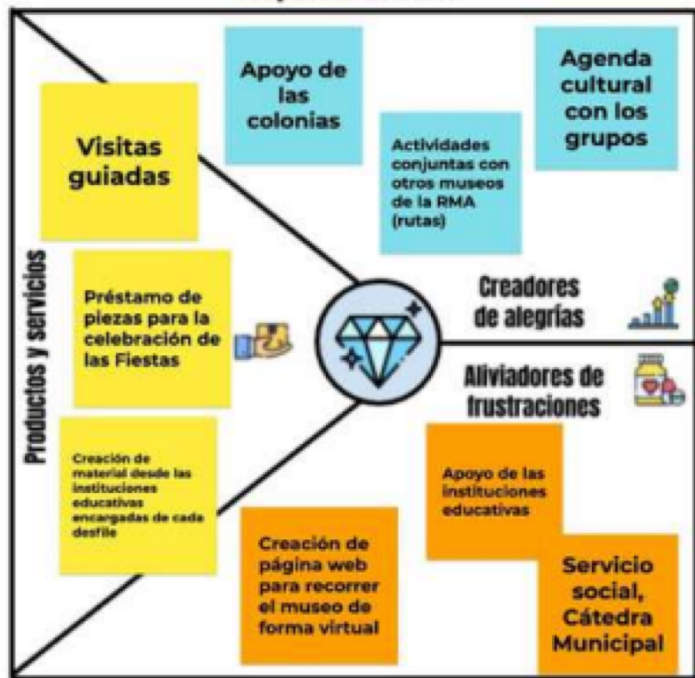 Apoyo de
las
colonias
Agenda
cultural
con los
grupos
Visitas
guiadas
Actividades
conjuntas con
otros museos
de la RMA
(rutas)
Productos y servicios
Préstamo de
piezas para la
celebración de
las Fiestas
Creadores
de alegrías
Aliviadores de
frustraciones
Creación de
material desde las
instituciones
educativas
encargadas de cada
desfile
Apoyo de las
instituciones
educativas
Creación de
página web
para recorrer
el museo de
forma virtual
Servicio
social,
Cátedra
Municipal